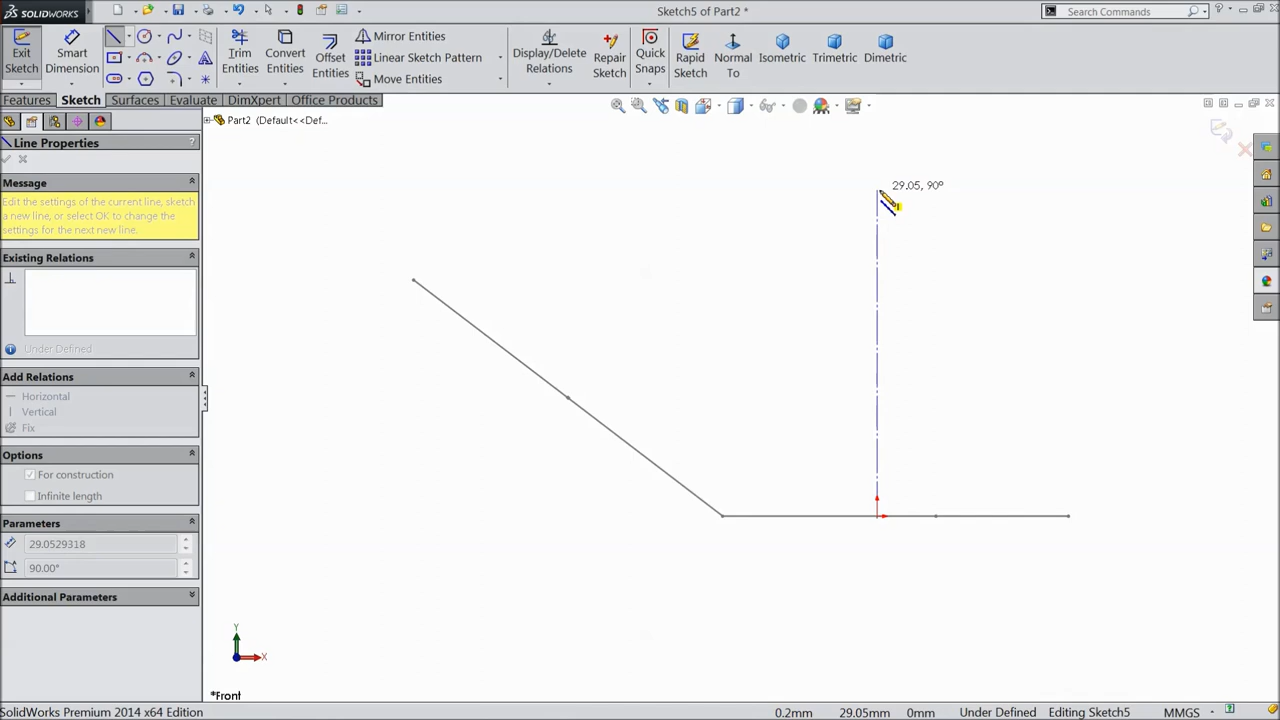 SOLIDWORKS
Sketch5 of Part2 *
Search Commands
Exit Sketch
Smart Dimension
Trim Entities
Convert Entities
Offset Entities
Mirror Entities
Linear Sketch Pattern
Move Entities
Display/Delete Relations
Repair Sketch
Quick Snaps
Rapid Sketch
Normal To
Isometric
Trimetric
Dimetric
Features
Sketch
Surfaces
Evaluate
DimXpert
Office Products
Part2 (Default<<Def...
Line Properties
?
Message
Edit the settings of the current line, sketch
a new line, or select OK to change the
settings for the next new line.
Existing Relations
Under Defined
Add Relations
Horizontal
Vertical
Fix
Options
For construction
Infinite length
Parameters
29.0529318
90.00°
Additional Parameters
29.05, 90°
Y
X
*Front
SolidWorks Premium 2014 x64 Edition
0.2mm
29.05mm
0mm
Under Defined
Editing Sketch5
MMGS